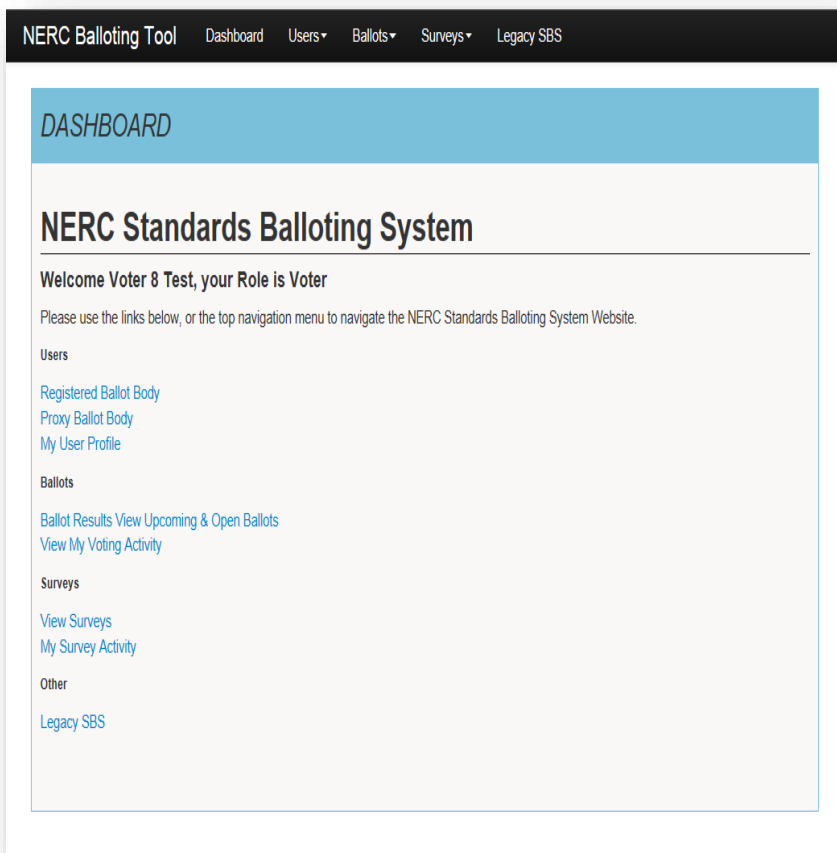 NERC Balloting Tool Dashboard Users▾ Ballots▾ Surveys▾ Legacy SBS
DASHBOARD
NERC Standards Balloting System
Welcome Voter 8 Test, your Role is Voter
Please use the links below, or the top navigation menu to navigate the NERC Standards Balloting System Website.
Users
Registered Ballot Body
Proxy Ballot Body
My User Profile
Ballots
Ballot Results View Upcoming & Open Ballots
View My Voting Activity
Surveys
View Surveys
My Survey Activity
Other
Legacy SBS